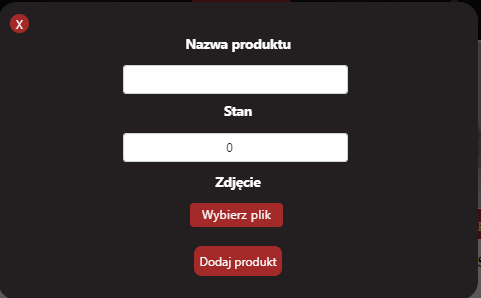 X
Nazwa produktu
Stan
0
Zdjęcie
Wybierz plik
Dodaj produkt